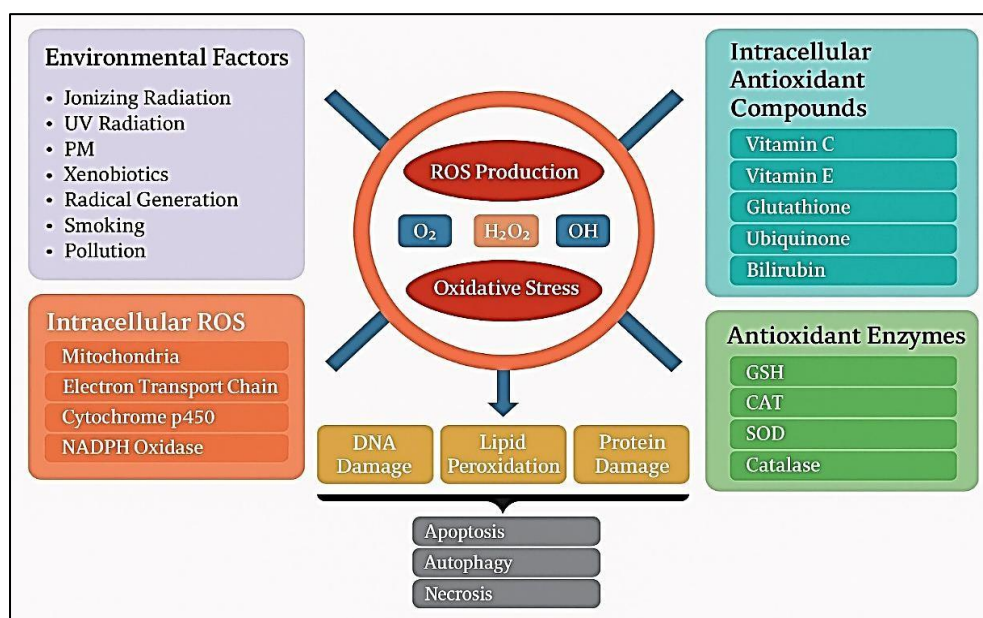 Environmental Factors
• Jonizing Radiation
• UV Radiation
• PM
• Xenobiotics
• Radical Generation
• Smoking
• Pollution
Intracellular ROS
Mitochondria
Electron Transport Chain
Cytochrome p450
NADPH Oxidase
ROS Production
O₂
H₂O₂
OH
Oxidative Stress
DNA
Damage
Lipid
Peroxidation
Protein
Damage
Apoptosis
Autophagy
Necrosis
Intracellular
Antioxidant
Compounds
Vitamin C
Vitamin E
Glutathione
Ubiquinone
Bilirubin
Antioxidant Enzymes
GSH
CAT
SOD
Catalase